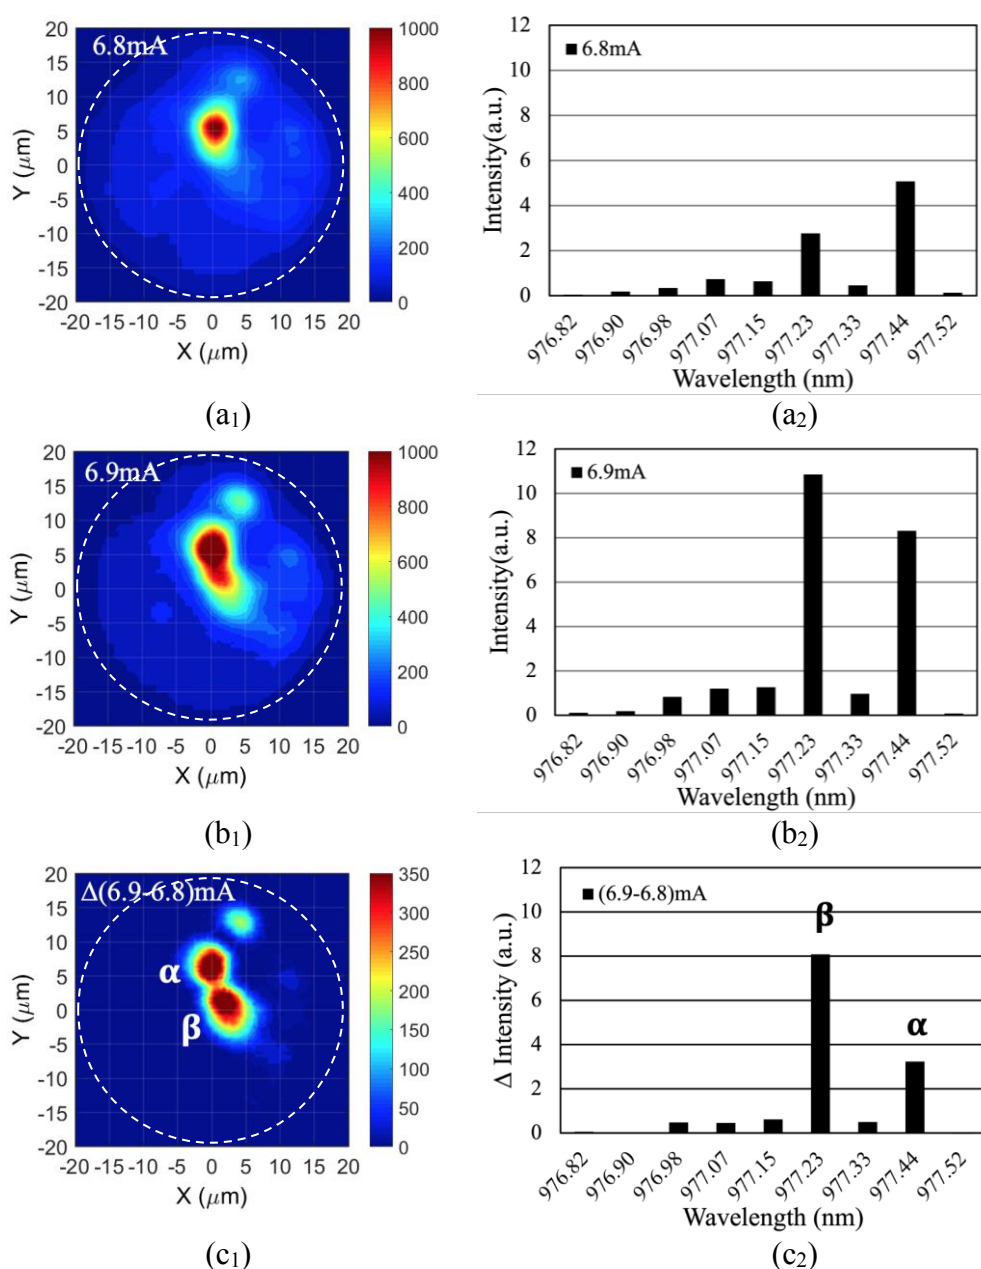 6.8mA
20
15
10
5
0
-5
-10
-15
-20
Y (μm)
-20 -15 -10 -5 0 5 10 15 20
X (μm)
1000
800
600
400
200
0
(a₁)
12
10
8
6
4
2
0
Intensity(a.u.)
■ 6.8mA
976.82 976.90 976.98 977.07 977.15 977.23 977.33 977.44 977.52
Wavelength (nm)
(a₂)
6.9mA
20
15
10
5
0
-5
-10
-15
-20
Y (μm)
-20 -15 -10 -5 0 5 10 15 20
X (μm)
1000
800
600
400
200
0
(b₁)
12
10
8
6
4
2
0
Intensity(a.u.)
■ 6.9mA
976.82 976.90 976.98 977.07 977.15 977.23 977.33 977.44 977.52
Wavelength (nm)
(b₂)
Δ(6.9-6.8)mA
α
β
20
15
10
5
0
-5
-10
-15
-20
Y (μm)
-20 -15 -10 -5 0 5 10 15 20
X (μm)
350
300
250
200
150
100
50
0
(c₁)
12
10
8
6
4
2
0
Δ Intensity (a.u.)
■ (6.9-6.8)mA
β
α
976.82 976.90 976.98 977.07 977.15 977.23 977.33 977.44 977.52
Wavelength (nm)
(c₂)